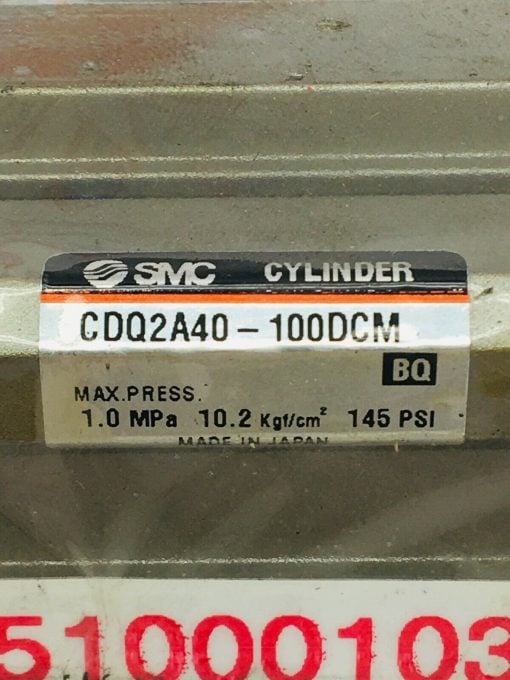 SMC CYLINDER
CDQ2A40-100DCM
BQ
MAX.PRESS.
1.0 MPa 10.2 Kgf/cm² 145 PSI
MADE IN JAPAN
51000103